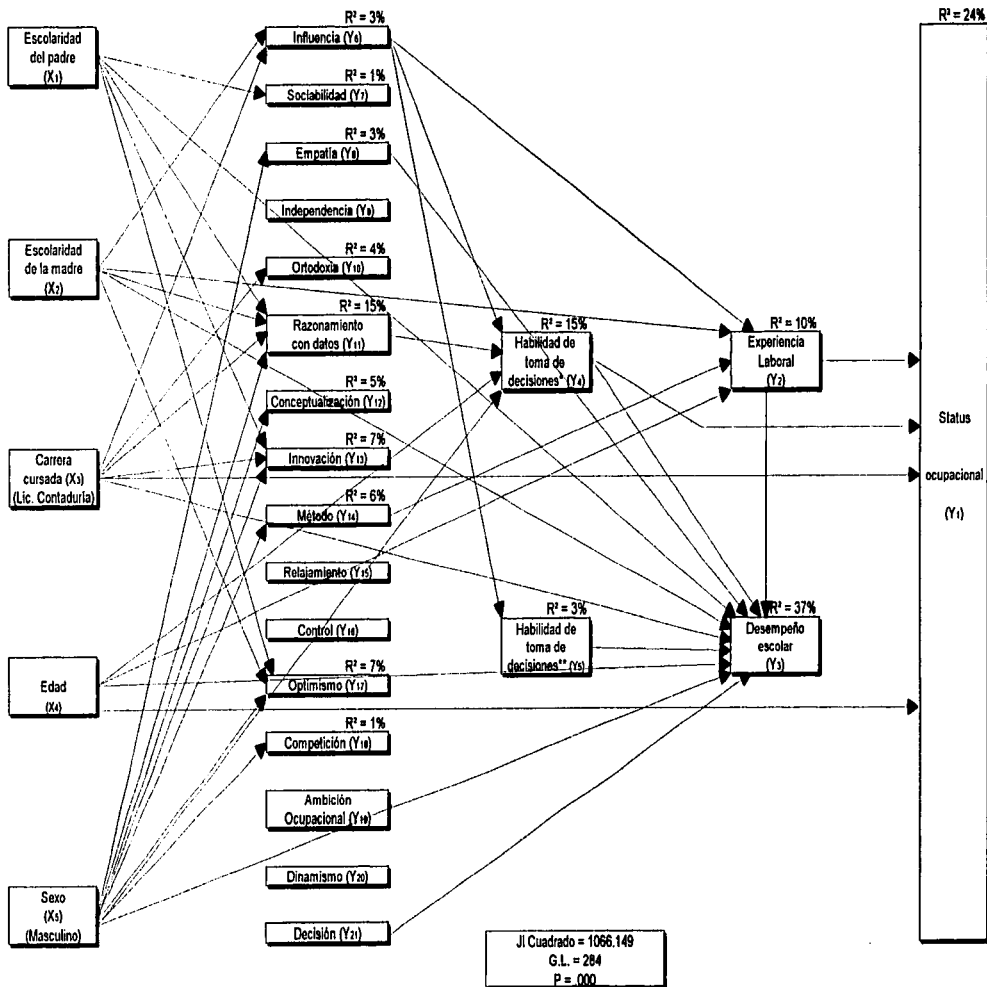 Escolaridad
del padre
(X1)
Escolaridad
de la madre
(X2)
Carrera
cursada (X3)
(Lic. Contaduría)
Edad
(X4)
Sexo
(X5)
(Masculino)
R² = 3%
Influencia (Y6)
R² = 1%
Sociabilidad (Y7)
R² = 3%
Empatía (Y8)
Independencia (Y9)
R² = 4%
Ortodoxia (Y10)
R² = 15%
Razonamiento
con datos (Y11)
R² = 5%
Conceptualización (Y12)
R² = 7%
Innovación (Y13)
R² = 6%
Método (Y14)
Relajamiento (Y15)
Control (Y16)
R² = 7%
Optimismo (Y17)
R² = 1%
Competición (Y18)
Ambición
Ocupacional (Y19)
Dinamismo (Y20)
Decisión (Y21)
R² = 15%
Habilidad de
toma de
decisiones* (Y4)
R² = 3%
Habilidad de
toma de
decisiones** (Y5)
R² = 10%
Experiencia
Laboral
(Y2)
R² = 37%
Desempeño
escolar
(Y3)
R² = 24%
Status
ocupacional
(Y1)
JI Cuadrado = 1066.149
G.L. = 284
P = .000